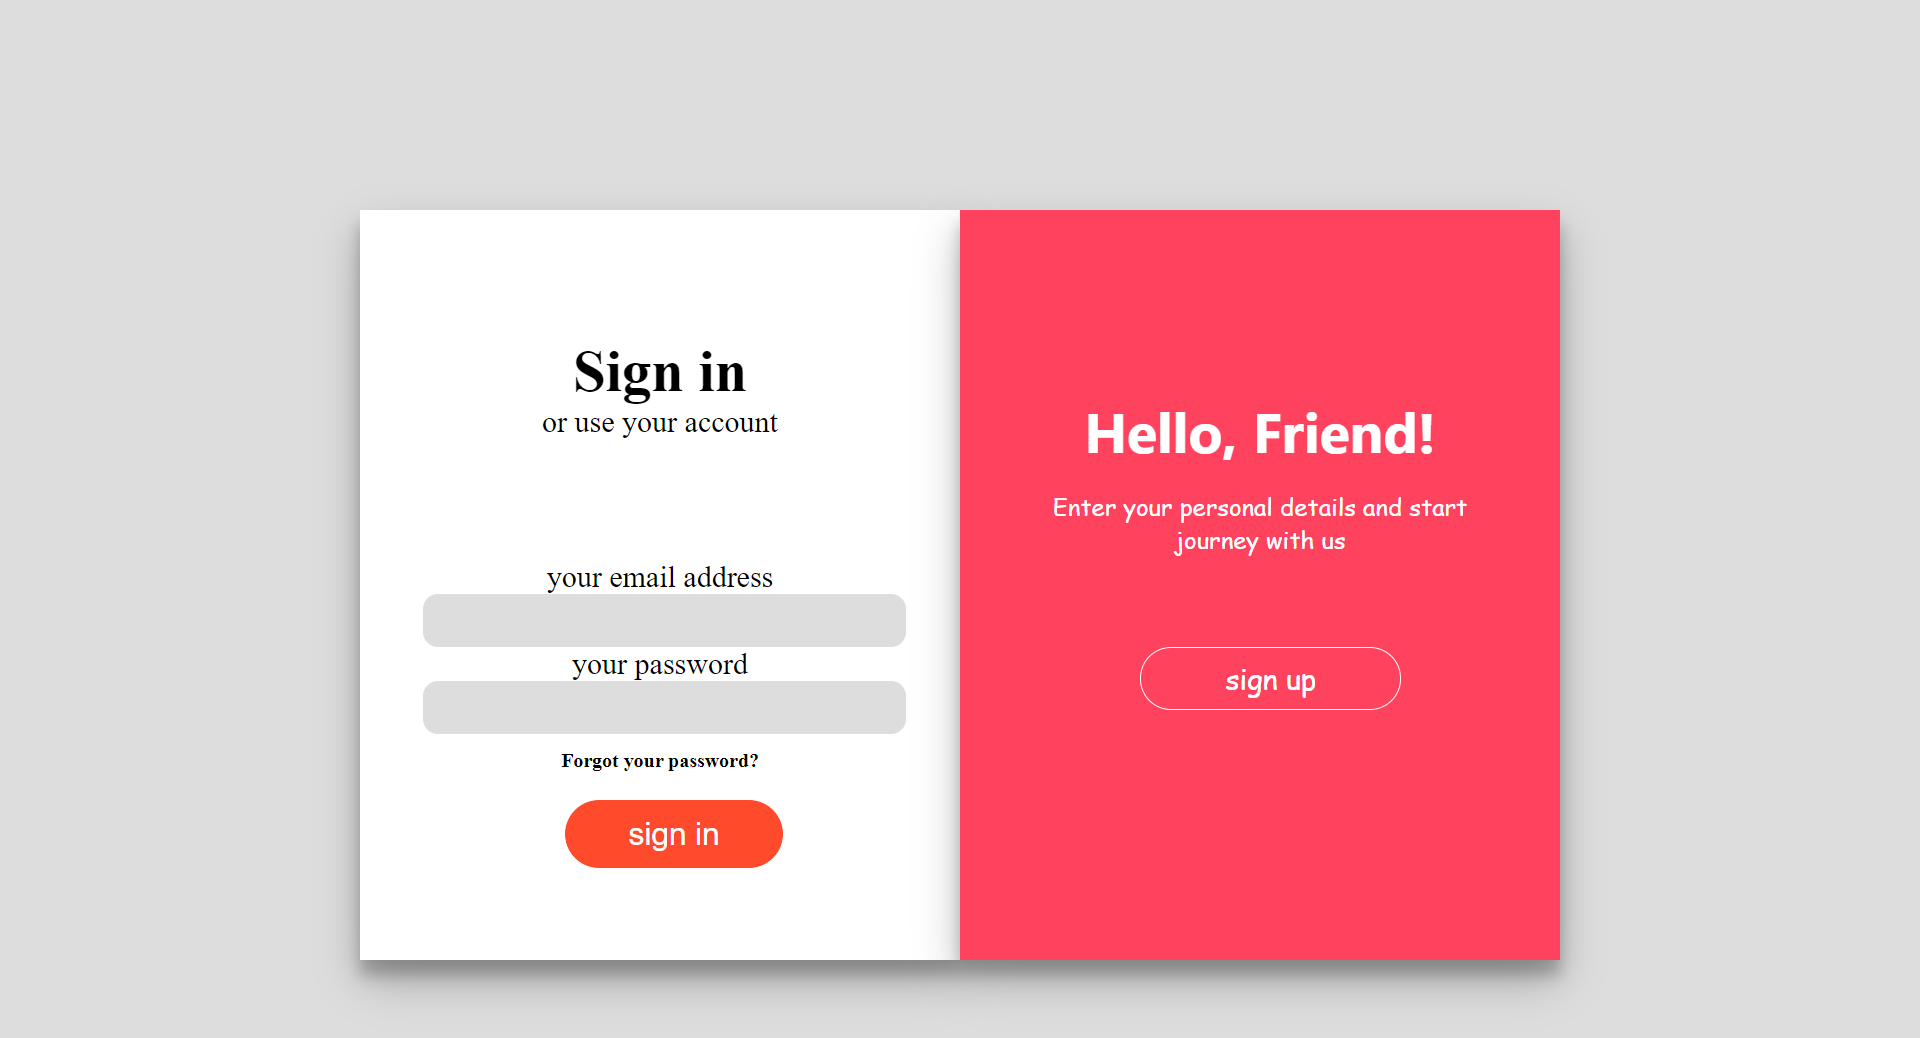 Sign in
or use your account
your email address
your password
Forgot your password?
sign in
Hello, Friend!
Enter your personal details and start
journey with us
sign up